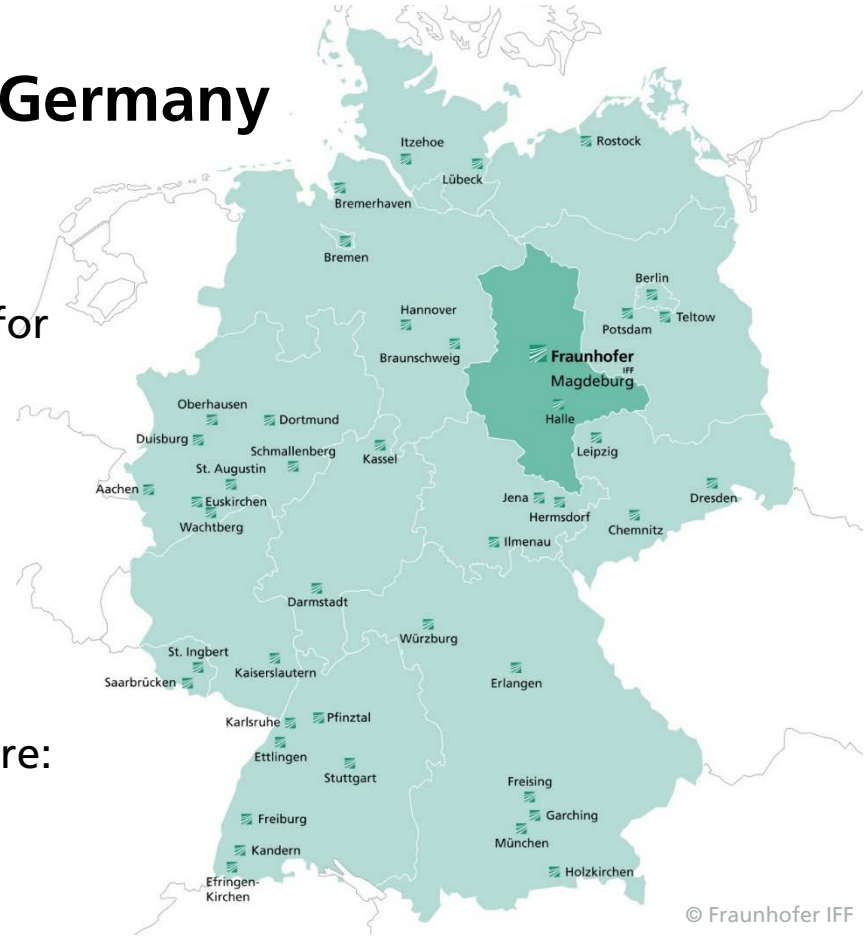 Germany
Itzehoe
Rostock
Lübeck
Bremerhaven
Bremen
Berlin
Hannover
for
Teltow
Potsdam
Braunschweig
Fraunhofer
IFF
Magdeburg
Oberhausen
Halle
Dortmund
Duisburg
Schmallenberg
Leipzig
Kassel
St. Augustin
Aachen
Jena
Dresden
Euskirchen
Hermsdorf
Wachtberg
Chemnitz
Ilmenau
Darmstadt
Würzburg
St. Ingbert
Kaiserslautern
Saarbrücken
Erlangen
Karlsruhe
Pfinztal
re:
Ettlingen
Stuttgart
Freising
Garching
Freiburg
München
Kandern
Holzkirchen
Efringen-
Kirchen
© Fraunhofer IFF